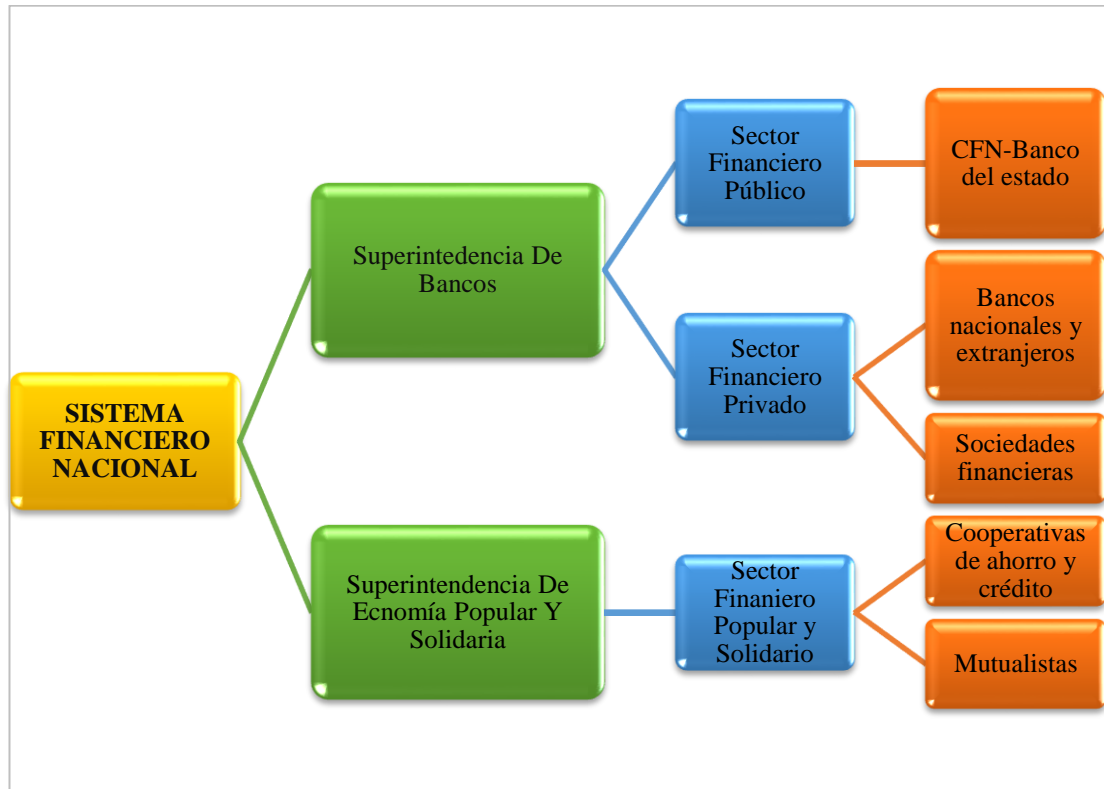 SISTEMA
FINANCIERO
NACIONAL
Superintedencia De
Bancos
Sector
Financiero
Público
CFN-Banco
del estado
Sector
Financiero
Privado
Bancos
nacionales y
extranjeros
Sociedades
financieras
Superintendencia De
Ecnomía Popular Y
Solidaria
Sector
Finaniero
Popular y
Solidario
Cooperativas
de ahorro y
crédito
Mutualistas